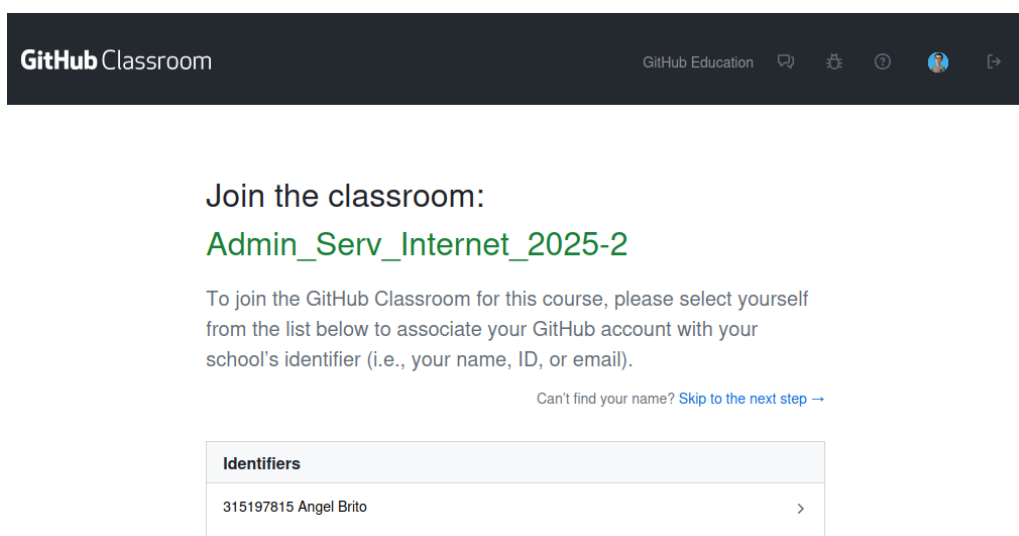 GitHub Classroom
GitHub Education
Join the classroom:
Admin_Serv_Internet_2025-2
To join the GitHub Classroom for this course, please select yourself
from the list below to associate your GitHub account with your
school's identifier (i.e., your name, ID, or email).
Can't find your name? Skip to the next step →
Identifiers
315197815 Angel Brito